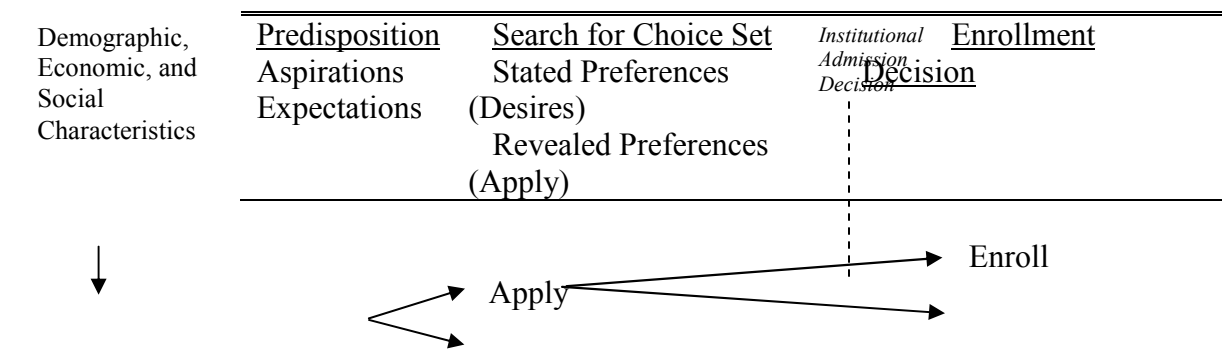 Demographic,
Economic, and
Social
Characteristics
Predisposition
Aspirations
Expectations
Search for Choice Set
Stated Preferences
(Desires)
Revealed Preferences
(Apply)
Institutional
Admission
Decision
Enrollment
Decision
Apply
Enroll